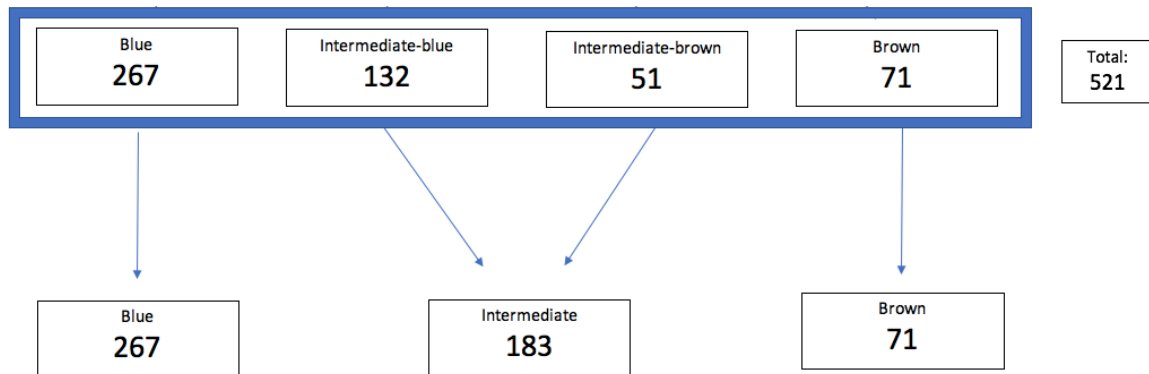 Blue
267
Intermediate-blue
132
Intermediate-brown
51
Brown
71
Total:
521
Blue
267
Intermediate
183
Brown
71